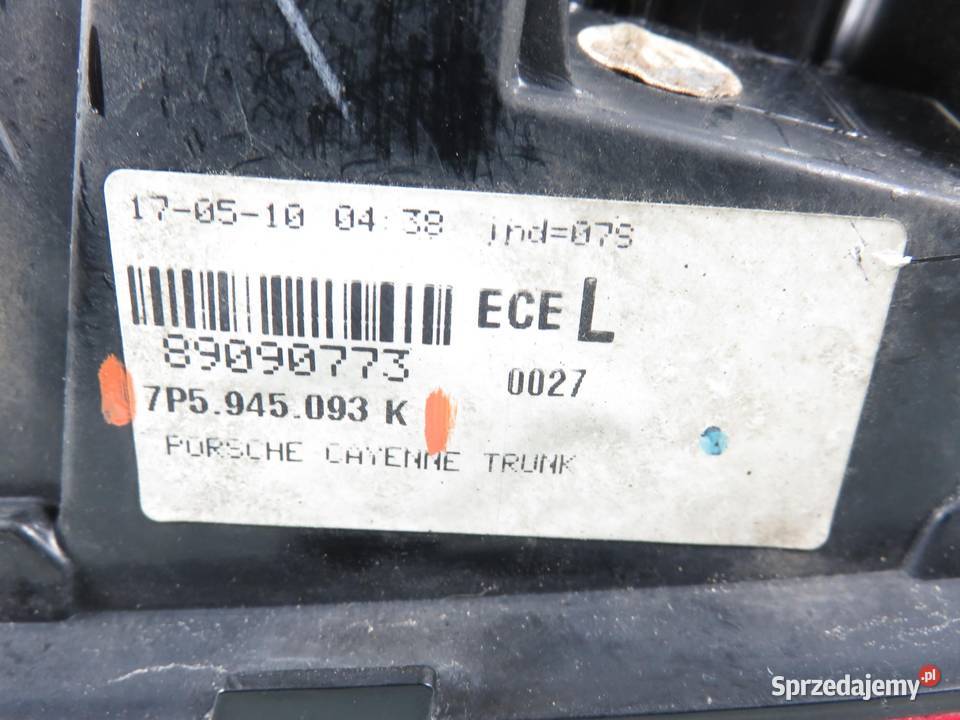 17-05-10 04:38 ind=079
ECE L
89090773
0027
7P5.945.093 K
PORSCHE CAYENNE TRUNK
Sprzedajemy.pl